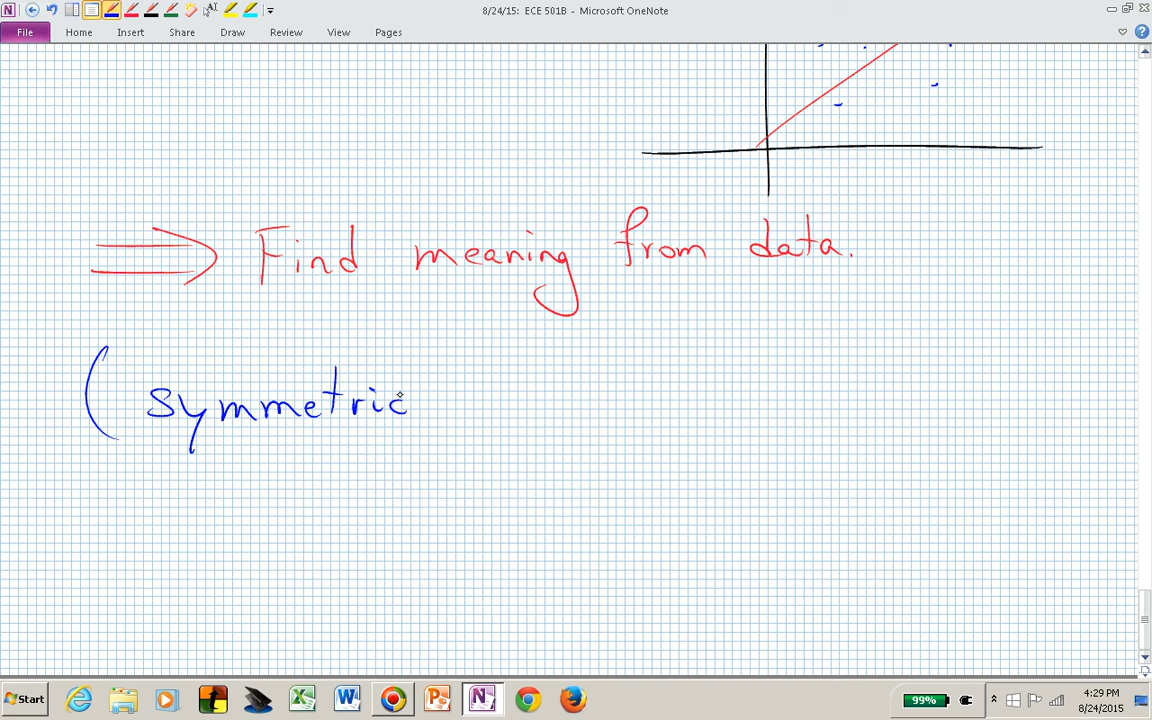 8/24/15: ECE 501B - Microsoft OneNote
File Home Insert Share Draw Review View Pages
⇒ Find meaning from data.
( symmetric
Start
99%
4:29 PM
8/24/2015